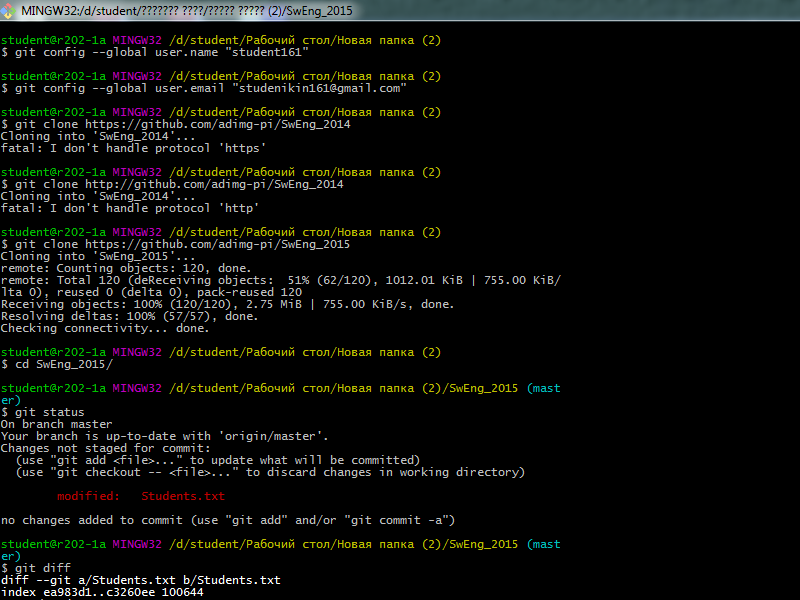 MINGW32:/d/student/??????? ????/????? ????? (2)/SwEng_2015
student@r202-1a MINGW32 /d/student/Рабочий стол/Новая папка (2)
$ git config --global user.name "student161"
student@r202-1a MINGW32 /d/student/Рабочий стол/Новая папка (2)
$ git config --global user.email "studenikin161@gmail.com"
student@r202-1a MINGW32 /d/student/Рабочий стол/Новая папка (2)
$ git clone https://github.com/adimg-pi/SwEng_2014
Cloning into 'SwEng_2014'...
fatal: I don't handle protocol 'https'
student@r202-1a MINGW32 /d/student/Рабочий стол/Новая папка (2)
$ git clone http://github.com/adimg-pi/SwEng_2014
Cloning into 'SwEng_2014'...
fatal: I don't handle protocol 'http'
student@r202-1a MINGW32 /d/student/Рабочий стол/Новая папка (2)
$ git clone https://github.com/adimg-pi/SwEng_2015
Cloning into 'SwEng_2015'...
remote: Counting objects: 120, done.
remote: Total 120 (deReceiving objects:  51% (62/120), 1012.01 KiB | 755.00 KiB/
lta 0), reused 0 (delta 0), pack-reused 120
Receiving objects: 100% (120/120), 2.75 MiB | 755.00 KiB/s, done.
Resolving deltas: 100% (57/57), done.
Checking connectivity... done.
student@r202-1a MINGW32 /d/student/Рабочий стол/Новая папка (2)
$ cd SwEng_2015/
student@r202-1a MINGW32 /d/student/Рабочий стол/Новая папка (2)/SwEng_2015 (mast
er)
$ git status
On branch master
Your branch is up-to-date with 'origin/master'.
Changes not staged for commit:
  (use "git add <file>..." to update what will be committed)
  (use "git checkout -- <file>..." to discard changes in working directory)
        modified:   Students.txt
no changes added to commit (use "git add" and/or "git commit -a")
student@r202-1a MINGW32 /d/student/Рабочий стол/Новая папка (2)/SwEng_2015 (mast
er)
$ git diff
diff --git a/Students.txt b/Students.txt
index ea983d1..c3260ee 100644